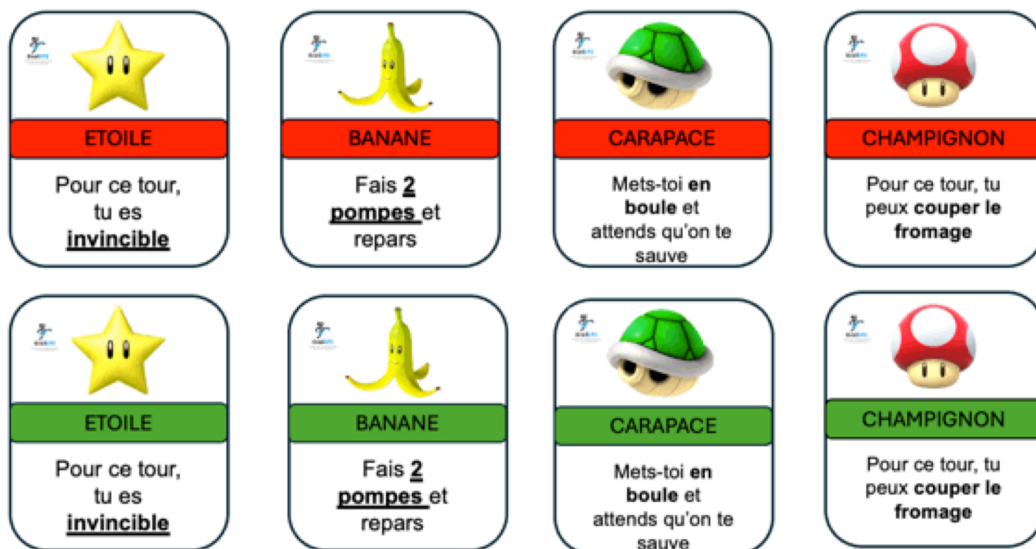 ETOILE
Pour ce tour,
tu es
invincible
BANANE
Fais 2
pompes et
repars
CARAPACE
Mets-toi en
boule et
attends qu'on te
sauve
CHAMPIGNON
Pour ce tour, tu
peux couper le
fromage
ETOILE
Pour ce tour,
tu es
invincible
BANANE
Fais 2
pompes et
repars
CARAPACE
Mets-toi en
boule et
attends qu'on te
sauve
CHAMPIGNON
Pour ce tour, tu
peux couper le
fromage